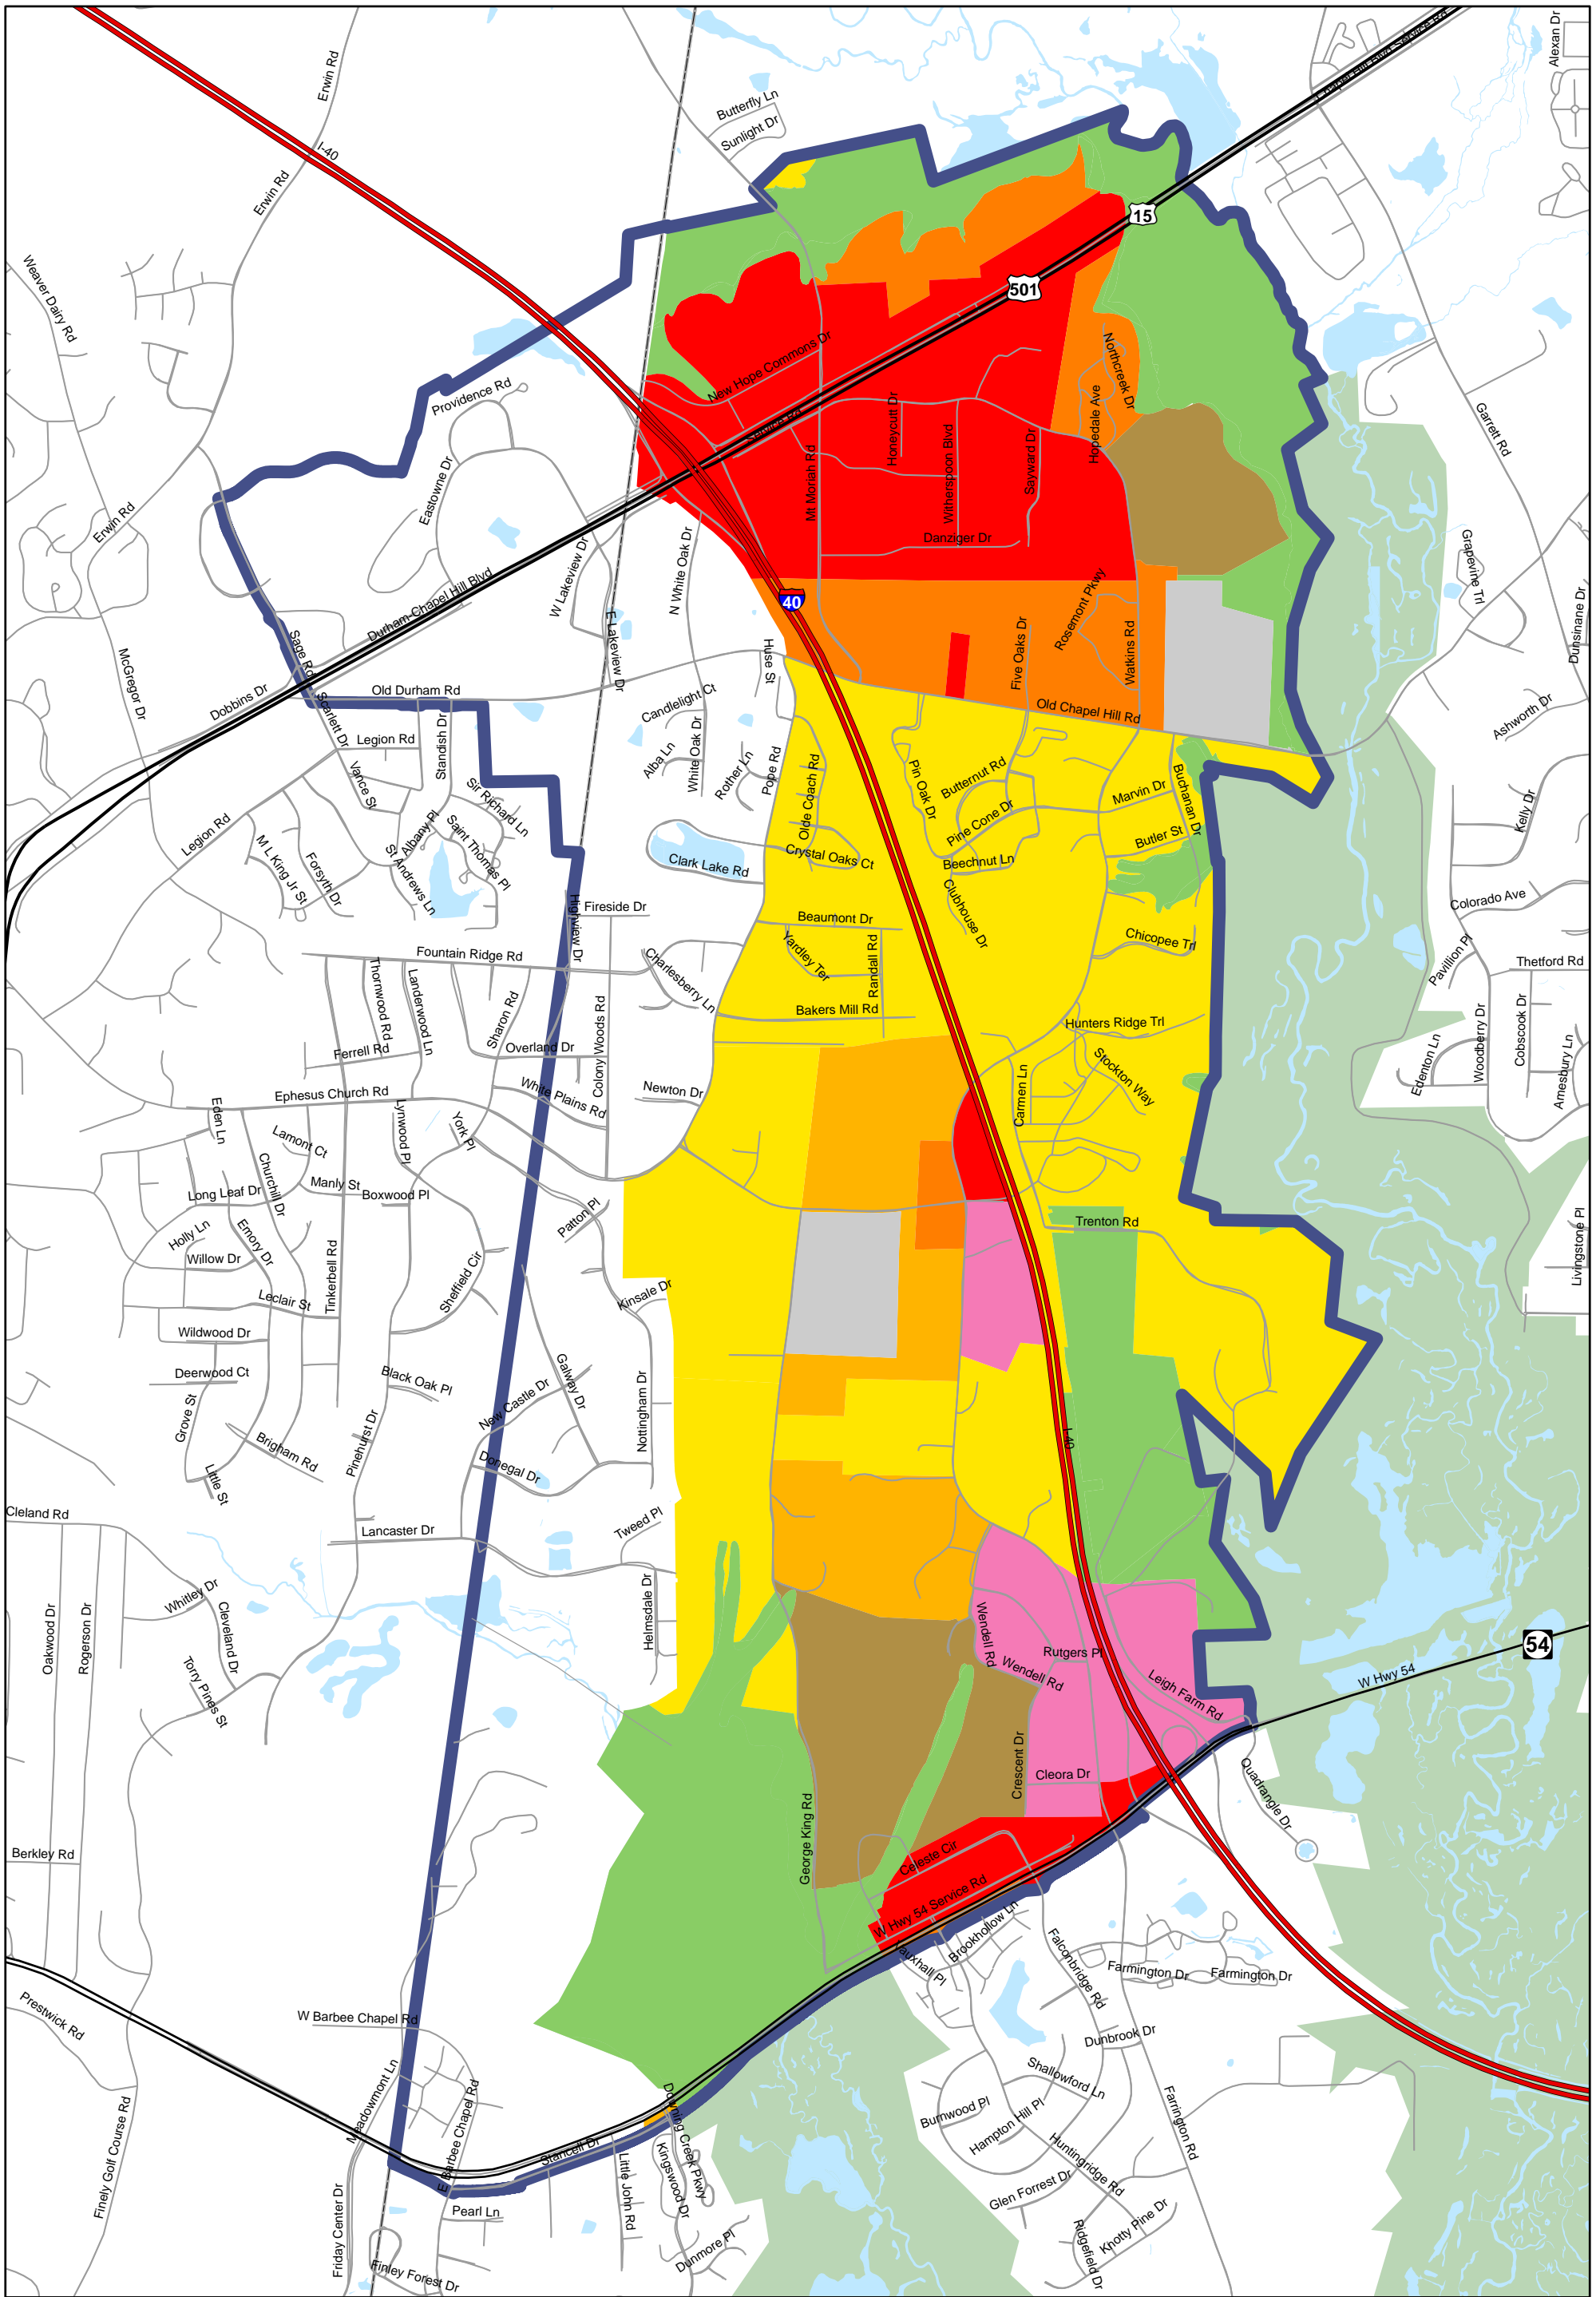 Erwin Rd
Butterfly Ln
Sunlight Dr
Chapel Hill Blvd Service Rd
Alexan Dr
I-40
Erwin Rd
15
501
Weaver Dairy Rd
Providence Rd
New Hope Commons Dr
Service Rd
Northcreek Dr
Hopedale Ave
Garrett Rd
Eastowne Dr
Mt Moriah Rd
Honeycutt Dr
Witherspoon Blvd
Sayward Dr
Danziger Dr
Erwin Rd
Durham-Chapel Hill Blvd
W Lakeview Dr
E Lakeview Dr
N White Oak Dr
40
Grapevine Trl
Dunsinane Dr
Rosemont Pkwy
Five Oaks Dr
Watkins Rd
Huse St
McGregor Dr
Dobbins Dr
Scarlett Dr
Old Durham Rd
Old Chapel Hill Rd
Ashworth Dr
Candlelight Ct
Legion Rd
Standish Dr
Alba Ln
White Oak Dr
Rother Ln
Pope Rd
Olde Coach Rd
Pin Oak Dr
Butternut Rd
Pine Cone Dr
Marvin Dr
Buchanan Dr
Kelly Dr
Vance St
Sir Richard Ln
Legion Rd
Albany Pl
Saint Thomas Pl
M L King Jr St
Forsyth Dr
St Andrews Ln
Clark Lake Rd
Crystal Oaks Ct
Beechnut Ln
Butler St
Clubhouse Dr
Colorado Ave
Highview Dr
Fireside Dr
Beaumont Dr
Yardley Ter
Randall Rd
Chicopee Trl
Pavillion Pl
Thetford Rd
Fountain Ridge Rd
Charlesberry Ln
Thornwood Rd
Landerwood Ln
Sharon Rd
Bakers Mill Rd
Hunters Ridge Trl
Ferrell Rd
Overland Dr
Colony Woods Rd
Stockton Way
Carmen Ln
Edenton Ln
Woodberry Dr
Cobscook Dr
Amesbury Ln
Ephesus Church Rd
White Plains Rd
Newton Dr
Eden Ln
Lamont Ct
Lynwood Pl
York Pl
Churchill Dr
Manly St
Boxwood Pl
Long Leaf Dr
Patton Pl
Trenton Rd
Livingstone Pl
Holly Ln
Emory Dr
Willow Dr
Tinkerbell Rd
Sheffield Cir
Kinsale Dr
Leclair St
Wildwood Dr
Deerwood Ct
Black Oak Pl
Galway Dr
New Castle Dr
Nottingham Dr
Grove St
Pinehurst Dr
Brigham Rd
Little St
Donegal Dr
I-40
Cleland Rd
Lancaster Dr
Tweed Pl
Whitley Dr
Cleveland Dr
Helmsdale Dr
Oakwood Dr
Rogerson Dr
Torry Pines St
Wendell Rd
Rutgers Pl
Wendell Rd
Leigh Farm Rd
W Hwy 54
54
Crescent Dr
Cleora Dr
Quadrangle Dr
George King Rd
Berkley Rd
Celeste Cir
W Hwy 54 Service Rd
Brookhollow Ln
Falconbridge Rd
Farmington Dr
Farmington Dr
Prestwick Rd
W Barbee Chapel Rd
Dunbrook Dr
Meadowmont Ln
Shallowford Ln
Burnwood Pl
Hampton Hill Pl
Farrington Rd
Finely Golf Course Rd
E Barbee Chapel Rd
Downing Creek Pkwy
Stancell Dr
Kingswood Dr
Little John Rd
Huntingridge Rd
Glen Forrest Dr
Pearl Ln
Friday Center Dr
Dunmore Pl
Ridgefield Dr
Knotty Pine Dr
Finley Forest Dr